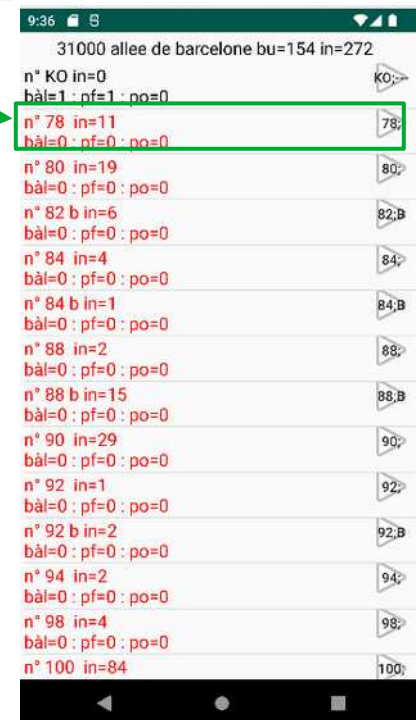 9:36
31000 allee de barcelone bu=154 in=272
n° KO in=0
KO;--
bàl=1 : pf=1 : po=0
n° 78 in=11
78;
bàl=0 : pf=0 : po=0
n° 80 in=19
80;
bàl=0 : pf=0 : po=0
n° 82 b in=6
82;B
bàl=0 : pf=0 : po=0
n° 84 in=4
84;
bàl=0 : pf=0 : po=0
n° 84 b in=1
84;B
bàl=0 : pf=0 : po=0
n° 88 in=2
88;
bàl=0 : pf=0 : po=0
n° 88 b in=15
88;B
bàl=0 : pf=0 : po=0
n° 90 in=29
90;
bàl=0 : pf=0 : po=0
n° 92 in=1
92;
bàl=0 : pf=0 : po=0
n° 92 b in=2
92;B
bàl=0 : pf=0 : po=0
n° 94 in=2
94;
bàl=0 : pf=0 : po=0
n° 98 in=4
98;
bàl=0 : pf=0 : po=0
n° 100 in=84
100;